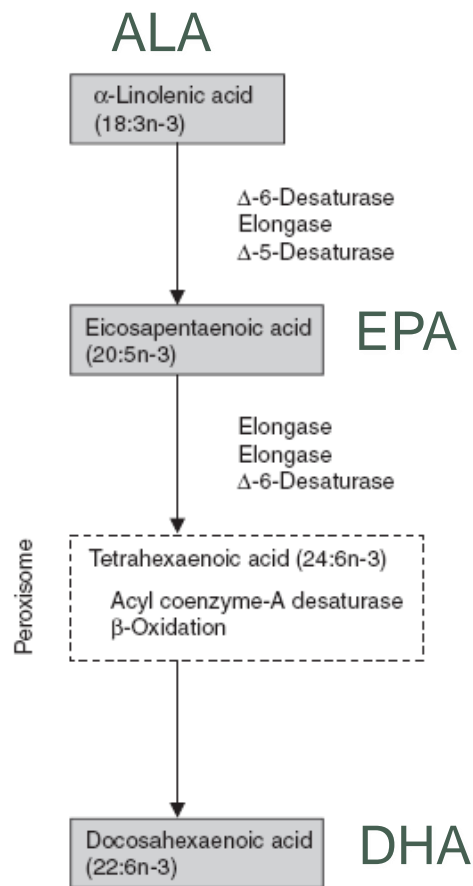 ALA
α-Linolenic acid
(18:3n-3)
Δ-6-Desaturase
Elongase
Δ-5-Desaturase
Eicosapentaenoic acid
(20:5n-3)
EPA
Elongase
Elongase
Δ-6-Desaturase
Peroxisome
Tetrahexaenoic acid (24:6n-3)
Acyl coenzyme-A desaturase
β-Oxidation
Docosahexaenoic acid
(22:6n-3)
DHA